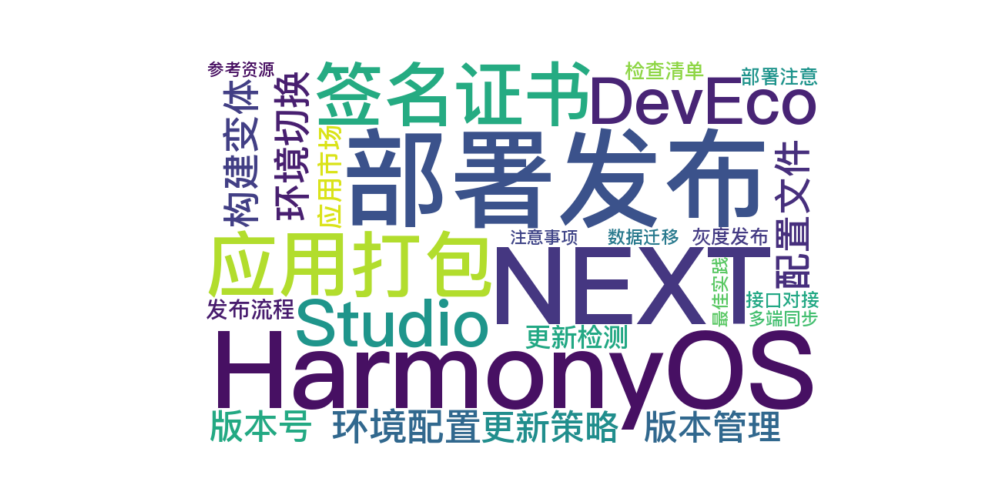 参考资源
构建变体
环境切换
应用市场
签名证书
DevEco
检查清单
部署注意
部署发布
配置文件
应用打包
注意事项
数据迁移
灰度发布
NEXT
最佳实践
接口对接
多端同步
发布流程
Studio
更新检测
HarmonyOS
版本号
环境配置
更新策略
版本管理